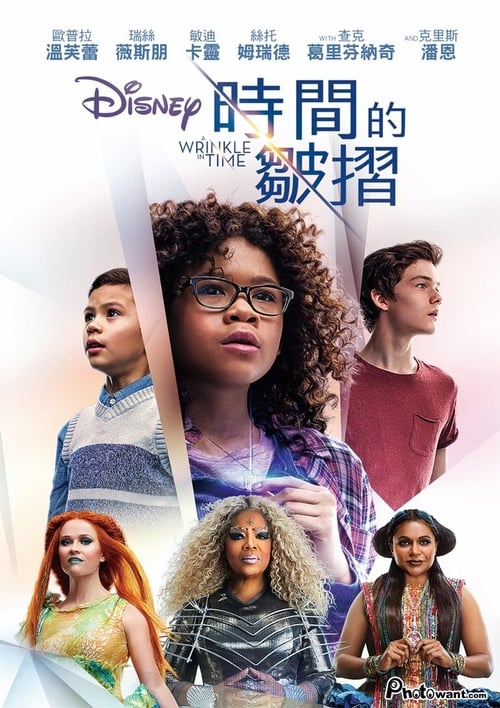 歐普拉 瑞絲 敏迪 絲托 WITH 查克 AND 克里斯
溫芙蕾 薇斯朋 卡靈 姆瑞德 葛里芬納奇 潘恩
DISNEY 時間的
A WRINKLE IN TIME 皺摺
Photowant.com